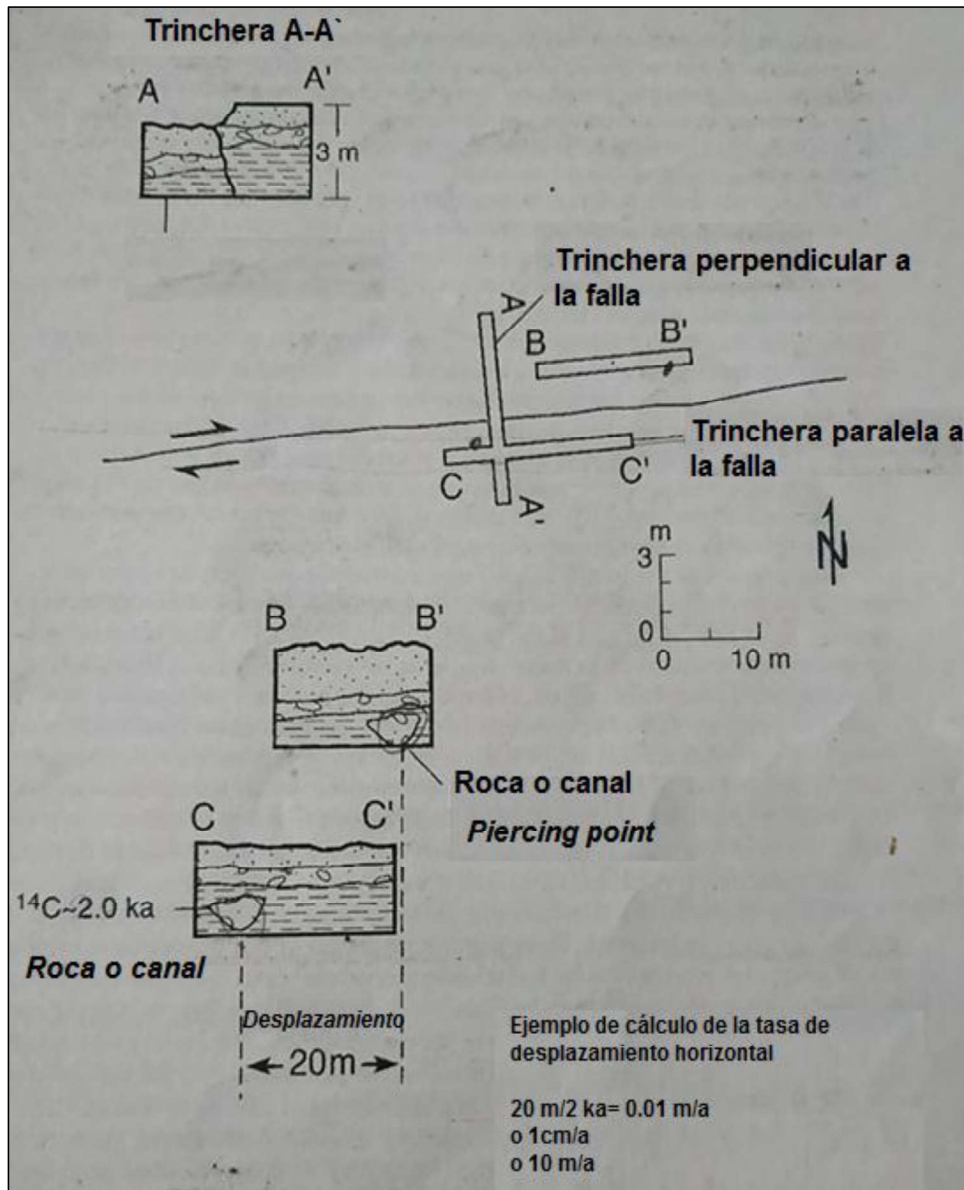 Trinchera A-A`
A A'
3 m
Trinchera perpendicular a
la falla
A
B B'
Trinchera paralela a
la falla
C C'
A'
N
m
3
0
0 10 m
B B'
Roca o canal
Piercing point
C C'
14C~2.0 ka
Roca o canal
Desplazamiento
20m
Ejemplo de cálculo de la tasa de
desplazamiento horizontal
20 m/2 ka= 0.01 m/a
o 1cm/a
o 10 m/a